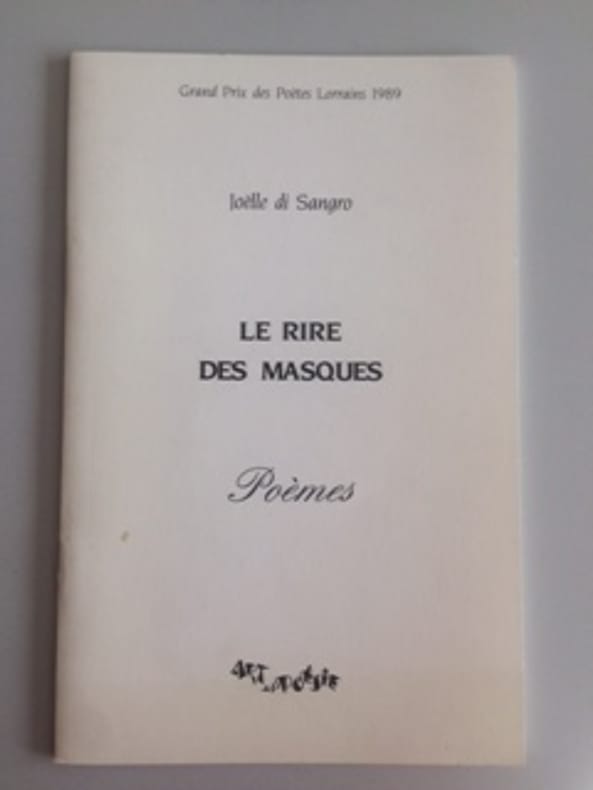 Grand Prix des Poètes Lorrains 1989
Joëlle di Sangro
LE RIRE
DES MASQUES
Poèmes